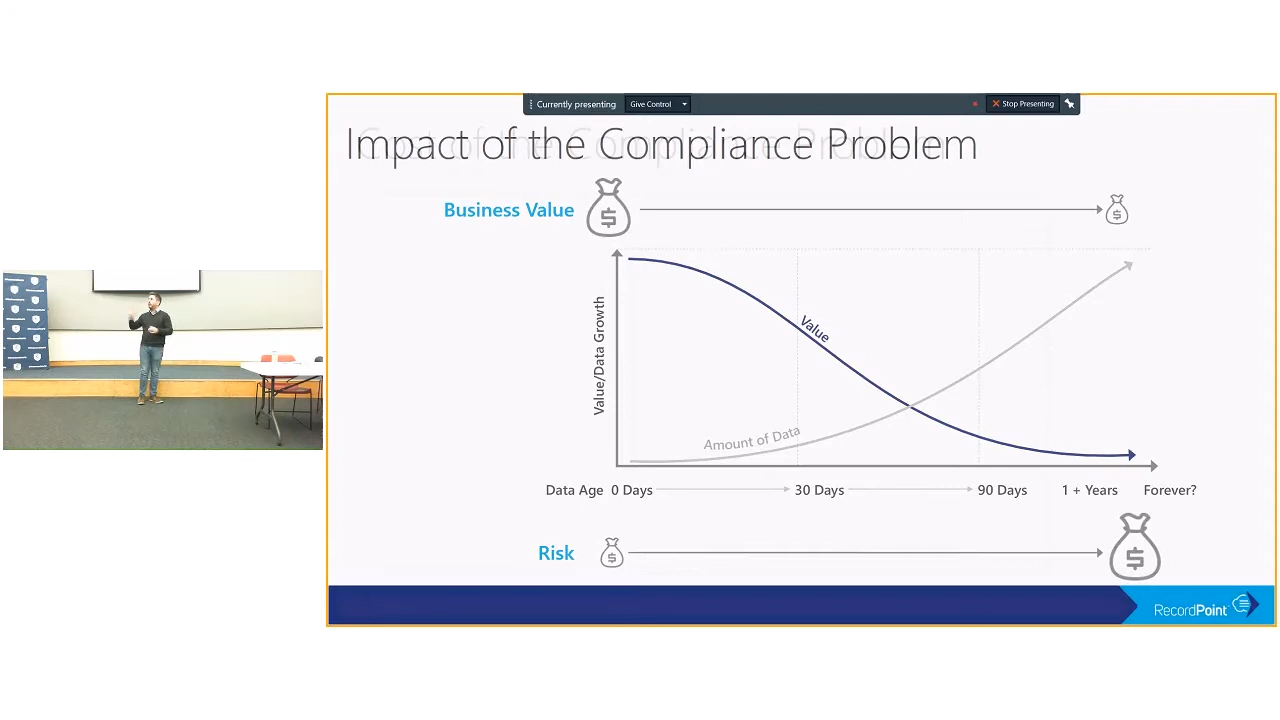 Currently presenting Give Control Stop Presenting
Impact of the Compliance Problem
Business Value
$
$
Value/Data Growth
Value
Amount of Data
Data Age 0 Days 30 Days 90 Days 1 + Years Forever?
Risk
$
$
RecordPoint